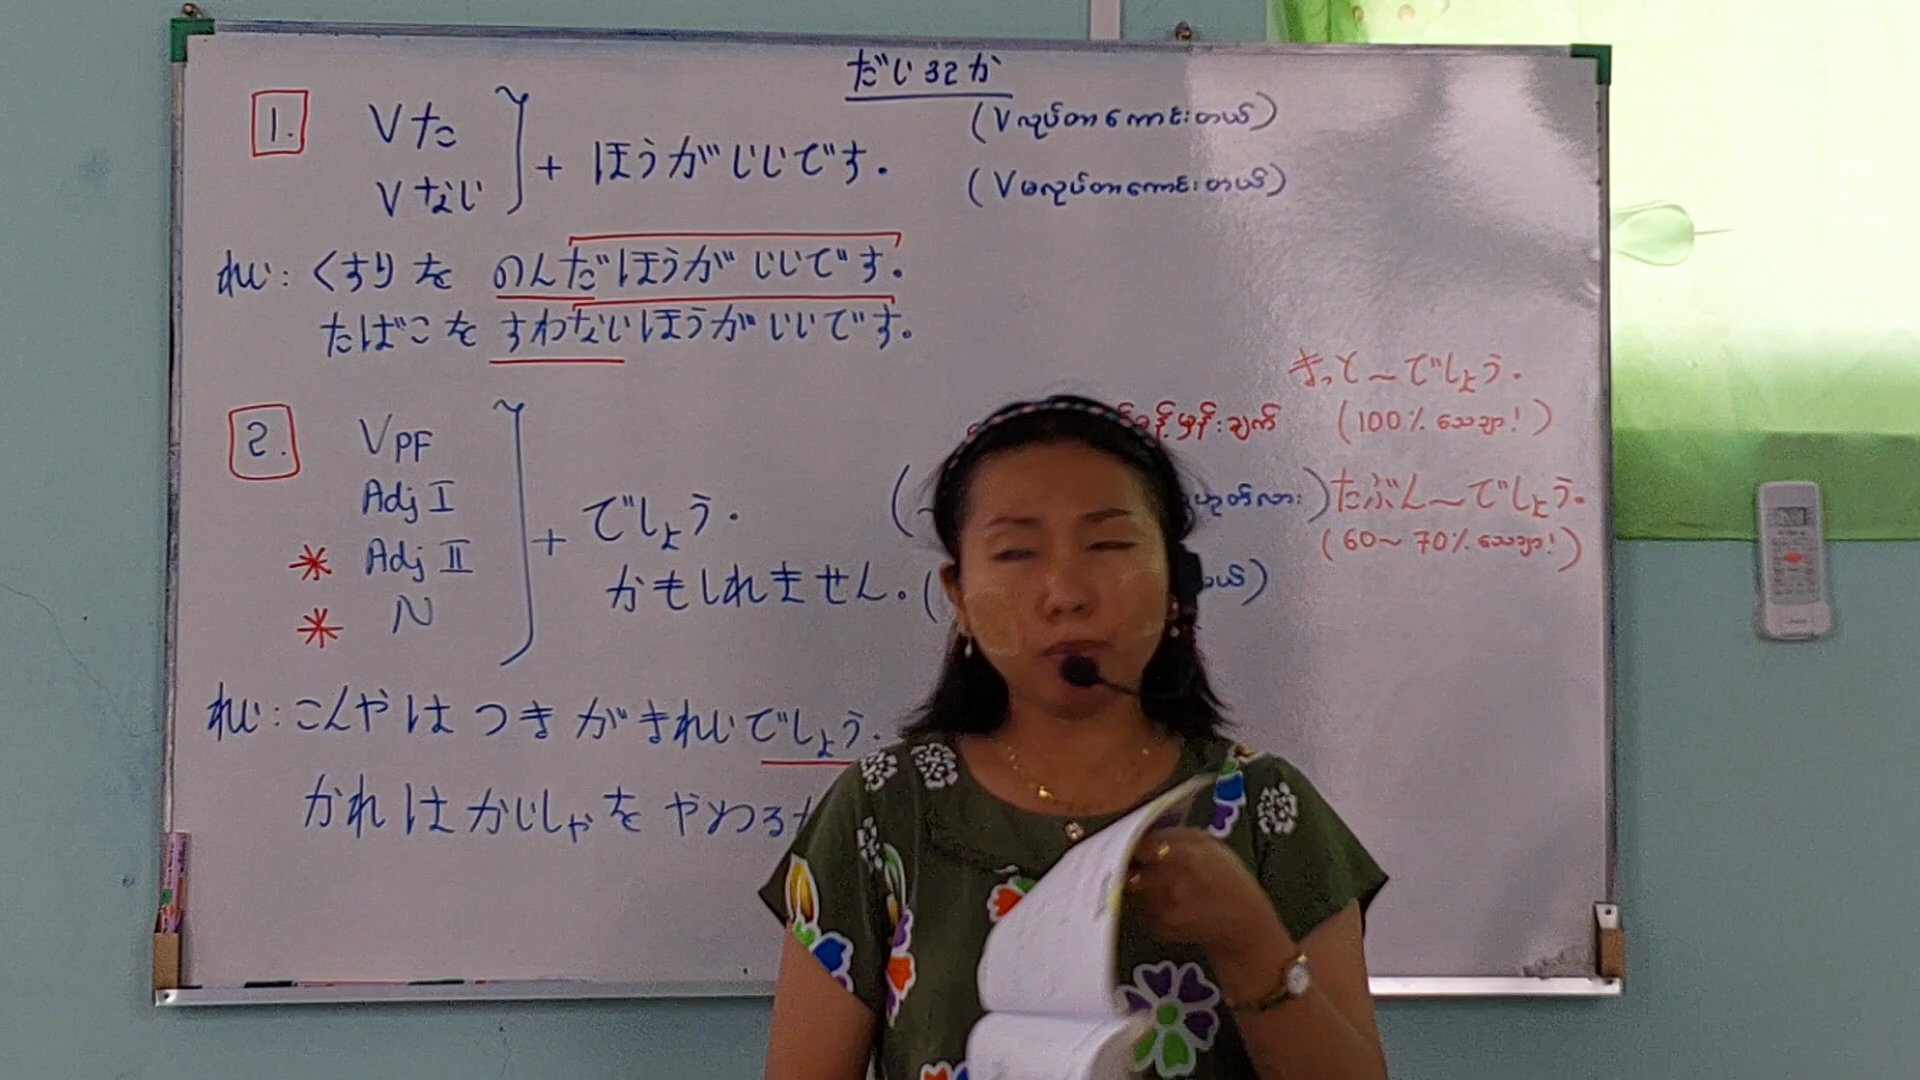 だい32か
1. Vた
Vない
+ ほうがいいです.
(V လုပ်တာကောင်းတယ်)
(V မလုပ်တာကောင်းတယ်)
れい: くすりを のんだほうが いいです.
たばこを すわないほうが いいです。
きっと〜でしょう.
(100% သေချာ!)
2. VPF
Adj I
* Adj II
* N
+ でしょう.
かもしれません.
ဟုတ်လား)
တယ်)
たぶん〜でしょう.
(60〜70% သေချာ!)
れい: こんやは つきが きれいでしょう.
かれは かいしゃを やめる